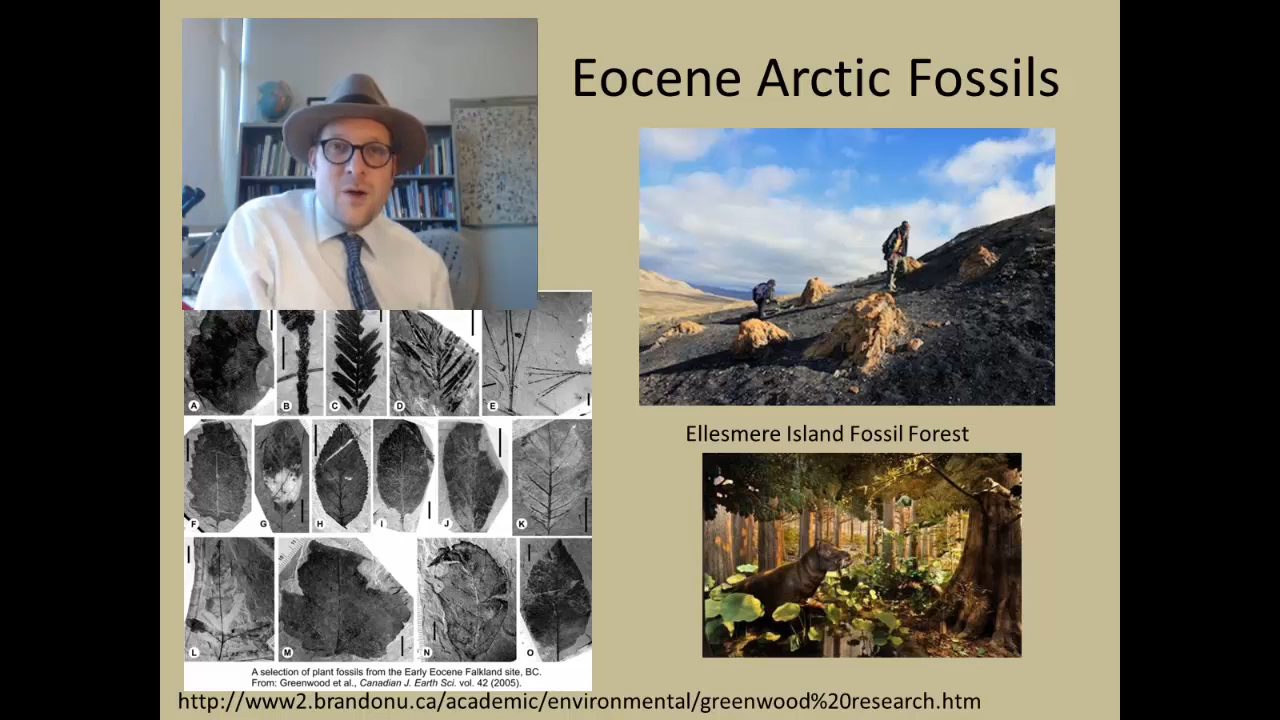 Eocene Arctic Fossils
A
B
C
D
E
F
G
H
I
J
K
L
M
N
O
A selection of plant fossils from the Early Eocene Falkland site, BC.
From: Greenwood et al., Canadian J. Earth Sci. vol. 42 (2005).
Ellesmere Island Fossil Forest
http://www2.brandonu.ca/academic/environmental/greenwood%20research.htm